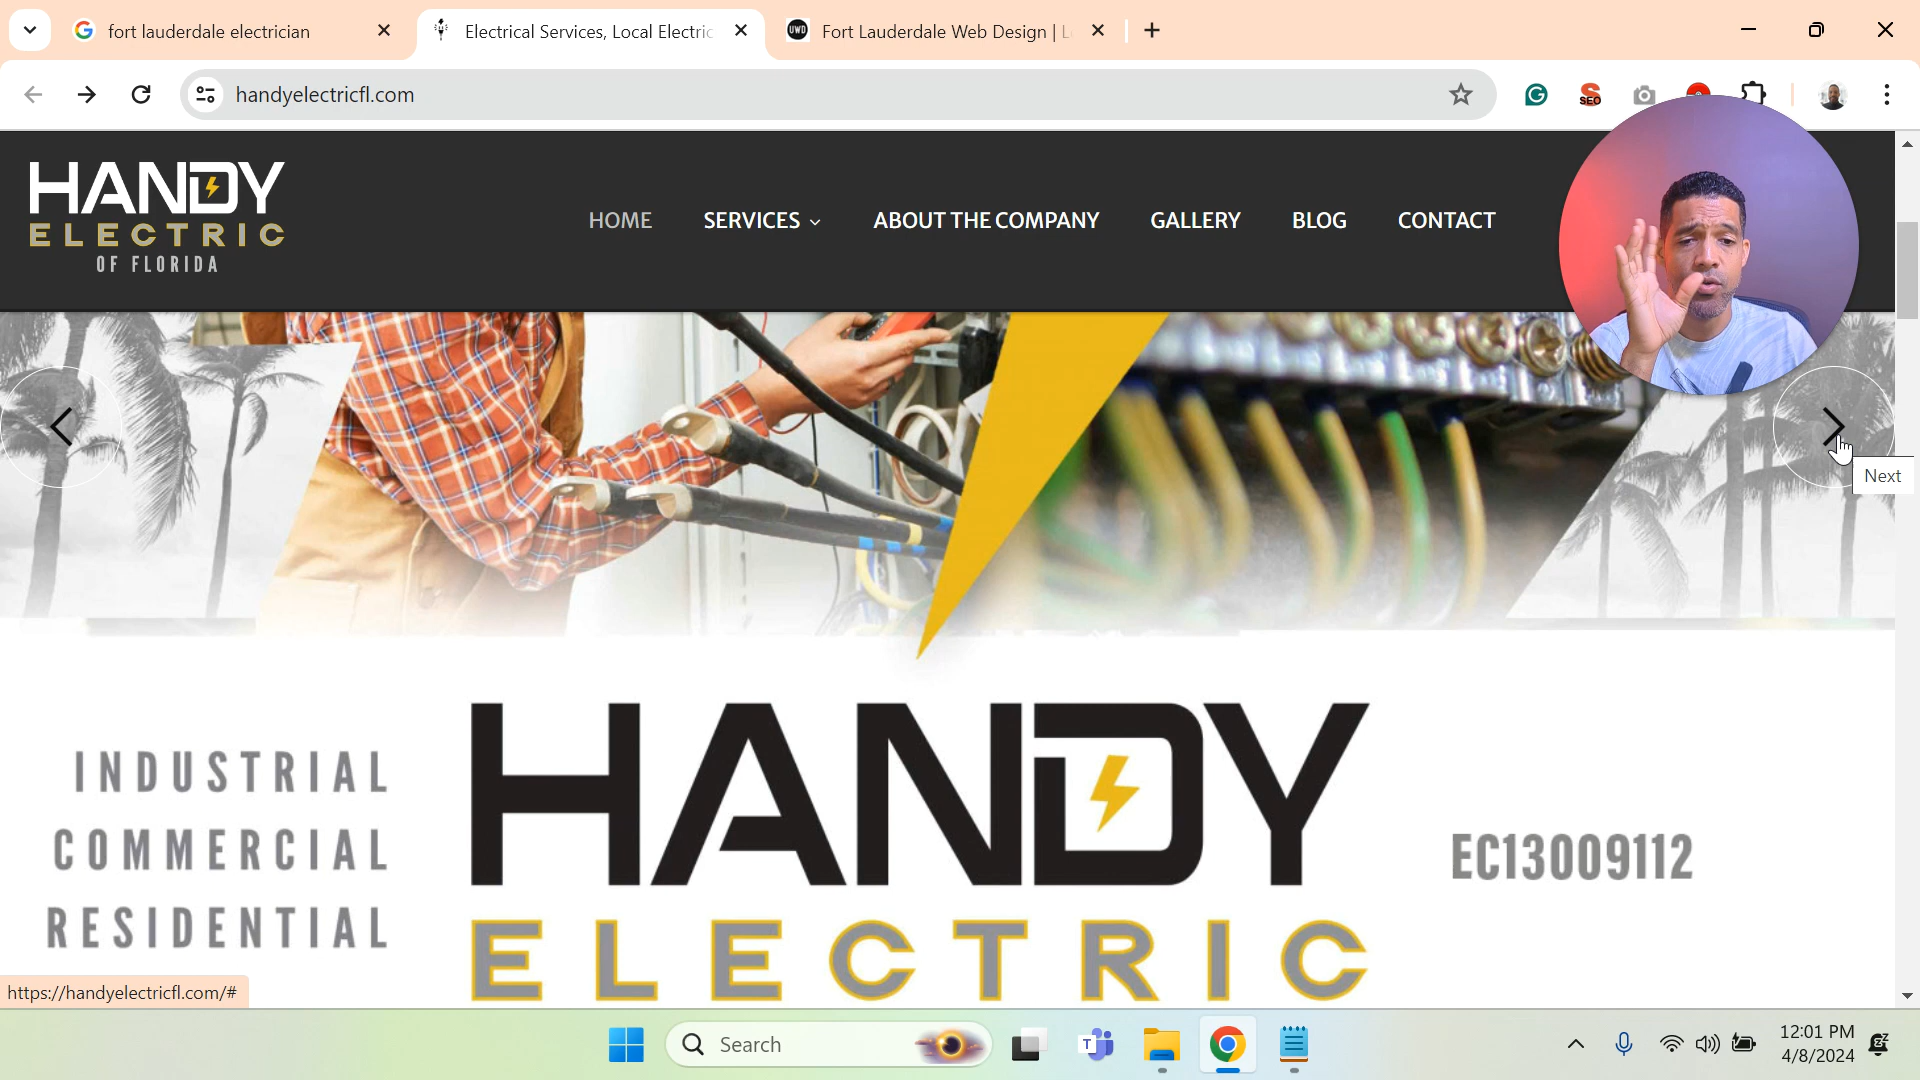 fort lauderdale electrician
Electrical Services, Local Electric
UWD
Fort Lauderdale Web Design | L
handyelectricfl.com
SEO
HANDY
ELECTRIC
OF FLORIDA
HOME
SERVICES
ABOUT THE COMPANY
GALLERY
BLOG
CONTACT
Next
INDUSTRIAL
COMMERCIAL
RESIDENTIAL
HANDY
ELECTRIC
EC13009112
https://handyelectricfl.com/#
Search
12:01 PM
4/8/2024